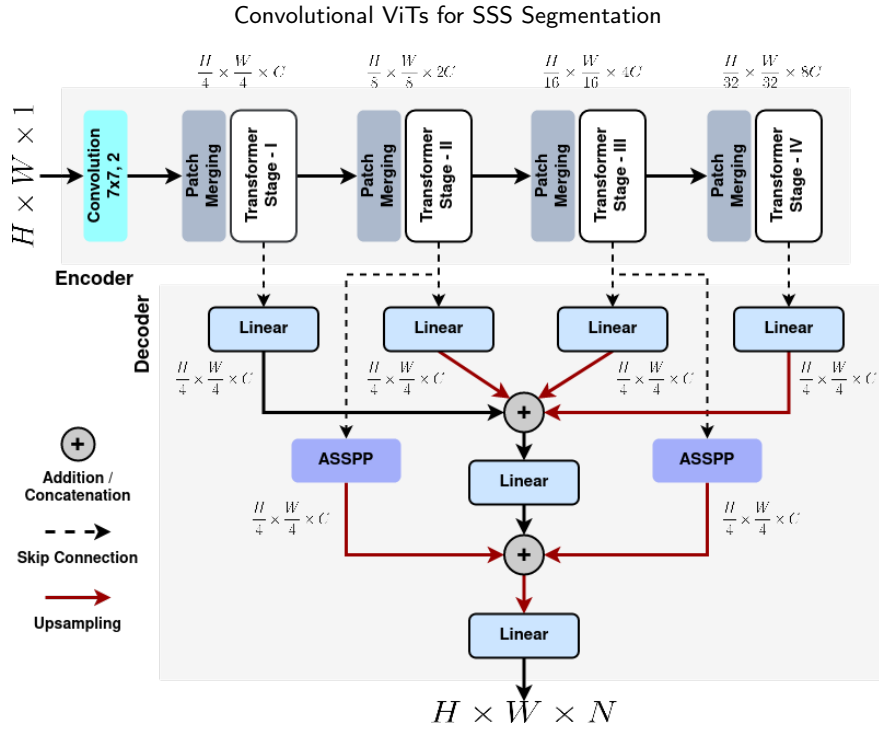 Convolutional ViTs for SSS Segmentation
H/4 × W/4 × C
H/8 × W/8 × 2C
H/16 × W/16 × 4C
H/32 × W/32 × 8C
H × W × 1
Convolution
7x7, 2
Patch
Merging
Transformer
Stage - I
Patch
Merging
Transformer
Stage - II
Patch
Merging
Transformer
Stage - III
Patch
Merging
Transformer
Stage - IV
Encoder
Decoder
Linear
Linear
Linear
Linear
H/4 × W/4 × C
H/4 × W/4 × C
H/4 × W/4 × C
H/4 × W/4 × C
+
+
Addition /
Concatenation
ASSPP
Linear
ASSPP
H/4 × W/4 × C
H/4 × W/4 × C
Skip Connection
+
Upsampling
Linear
H × W × N